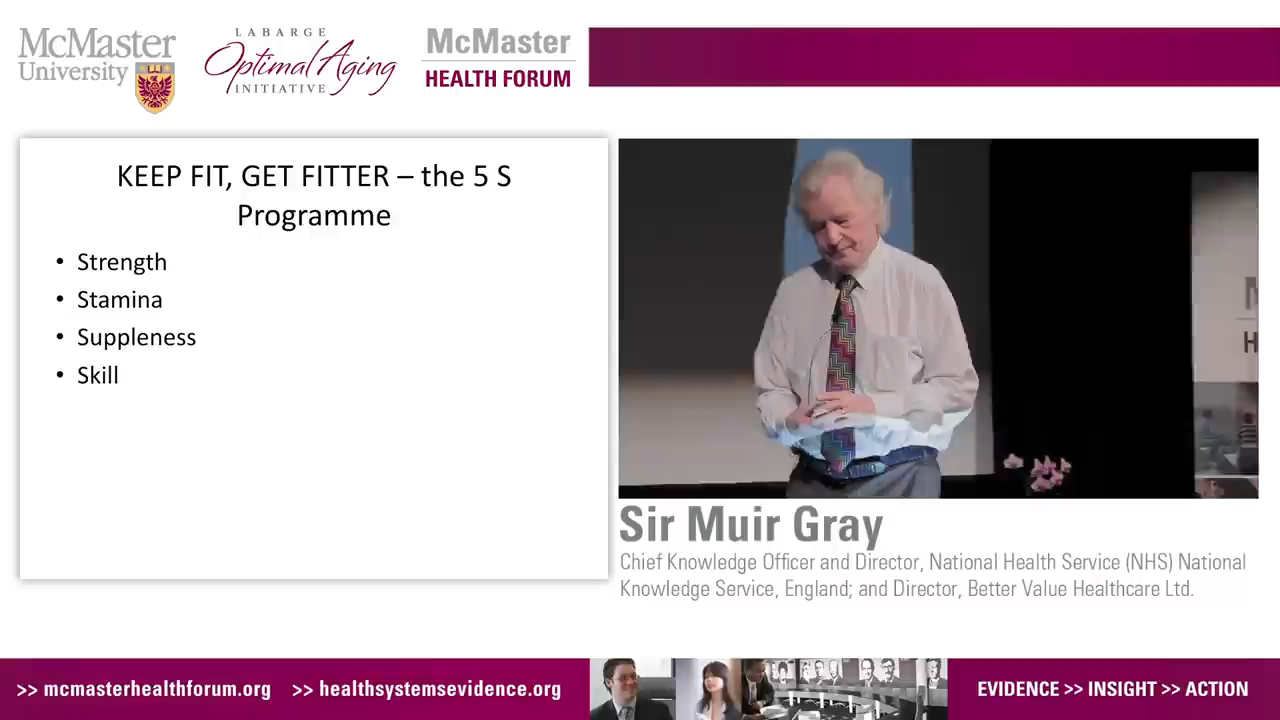 McMaster
University
LABARGE
Optimal Aging
INITIATIVE
McMaster
HEALTH FORUM
KEEP FIT, GET FITTER – the 5 S
Programme
• Strength
• Stamina
• Suppleness
• Skill
Sir Muir Gray
Chief Knowledge Officer and Director, National Health Service (NHS) National
Knowledge Service, England; and Director, Better Value Healthcare Ltd.
>> mcmasterhealthforum.org >> healthsystemsevidence.org
EVIDENCE >> INSIGHT >> ACTION